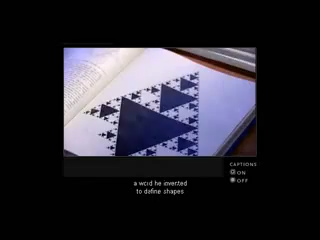 CAPTIONS
ON
OFF
a word he invented
to define shapes